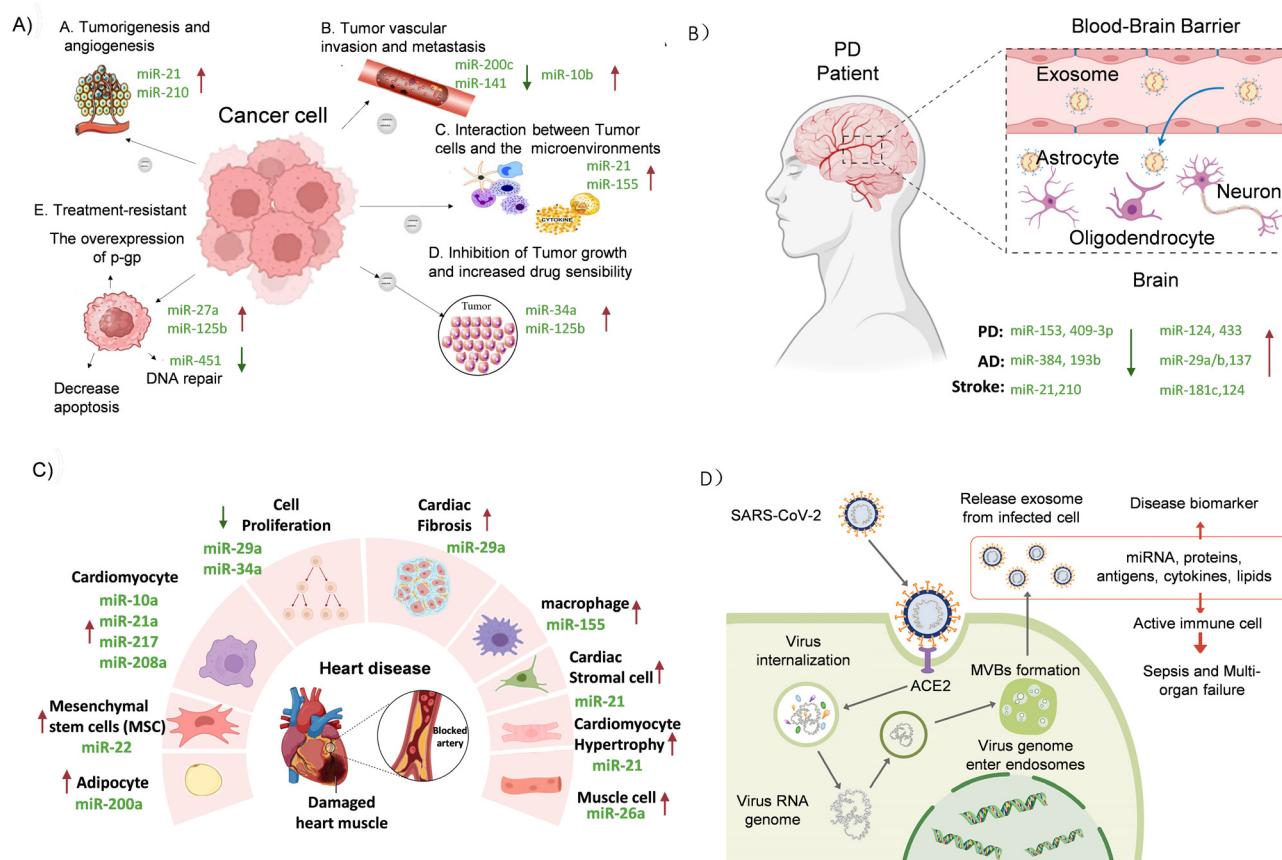 A)
A. Tumorigenesis and
angiogenesis
miR-21
miR-210
B. Tumor vascular
invasion and metastasis
miR-200c
miR-141
miR-10b
Cancer cell
C. Interaction between Tumor
cells and the microenvironments
miR-21
miR-155
CYTOKINE
D. Inhibition of Tumor growth
and increased drug sensibility
Tumor
miR-34a
miR-125b
E. Treatment-resistant
The overexpression
of p-gp
miR-27a
miR-125b
miR-451
DNA repair
Decrease
apoptosis
B)
PD
Patient
Blood-Brain Barrier
Exosome
Astrocyte
Neuron
Oligodendrocyte
Brain
PD: miR-153, 409-3p miR-124, 433
AD: miR-384, 193b miR-29a/b,137
Stroke: miR-21,210 miR-181c,124
C)
Cell
Proliferation
miR-29a
miR-34a
Cardiac
Fibrosis
miR-29a
Cardiomyocyte
miR-10a
miR-21a
miR-217
miR-208a
macrophage
miR-155
Mesenchymal
stem cells (MSC)
miR-22
Cardiac
Stromal cell
miR-21
Adipocyte
miR-200a
Cardiomyocyte
Hypertrophy
miR-21
Muscle cell
miR-26a
Heart disease
Blocked
artery
Damaged
heart muscle
D)
SARS-CoV-2
Release exosome
from infected cell
Disease biomarker
miRNA, proteins,
antigens, cytokines, lipids
Active immune cell
Sepsis and Multi-
organ failure
Virus
internalization
ACE2
MVBs formation
Virus genome
enter endosomes
Virus RNA
genome